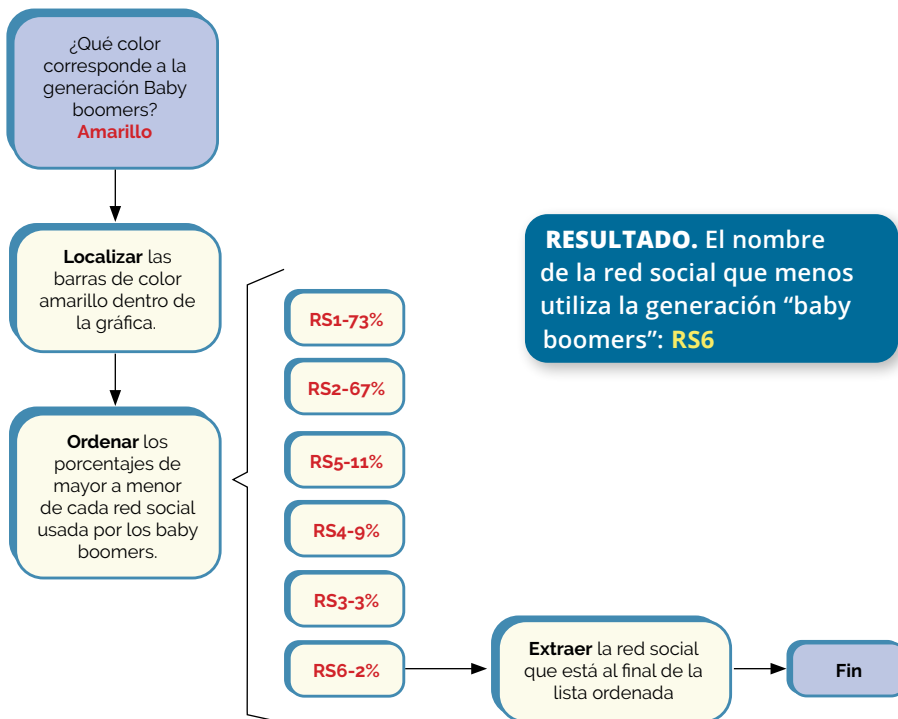 ¿Qué color
corresponde a la
generación Baby
boomers?
Amarillo
Localizar las
barras de color
amarillo dentro de
la gráfica.
Ordenar los
porcentajes de
mayor a menor
de cada red social
usada por los baby
boomers.
RS1-73%
RS2-67%
RS5-11%
RS4-9%
RS3-3%
RS6-2%
Extraer la red social
que está al final de la
lista ordenada
Fin
RESULTADO. El nombre
de la red social que menos
utiliza la generación “baby
boomers”: RS6